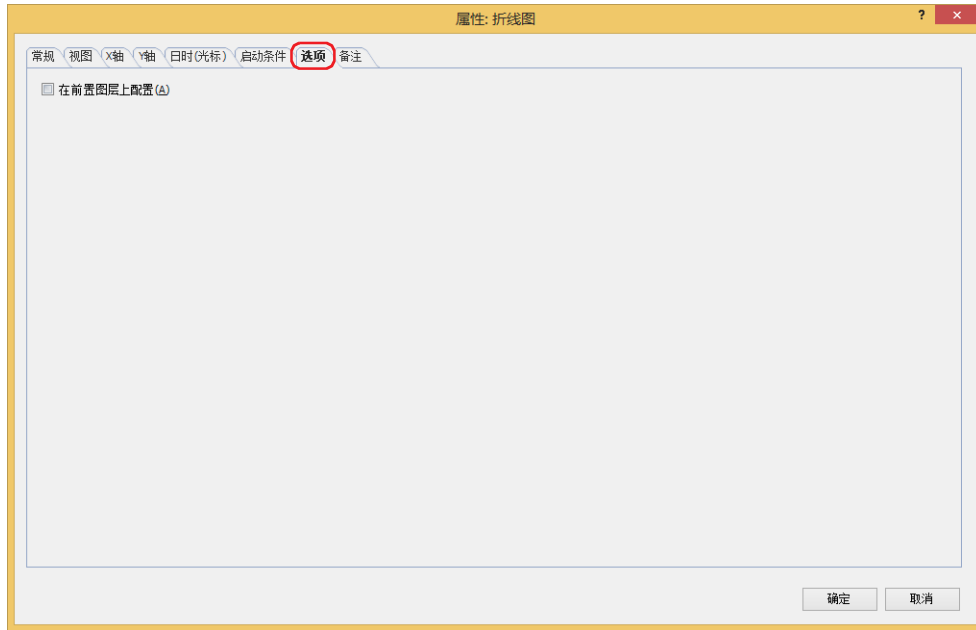 属性: 折线图
? ×
常规 视图 X轴 Y轴 日时(光标) 启动条件 选项 备注
在前置图层上配置(A)
确定 取消